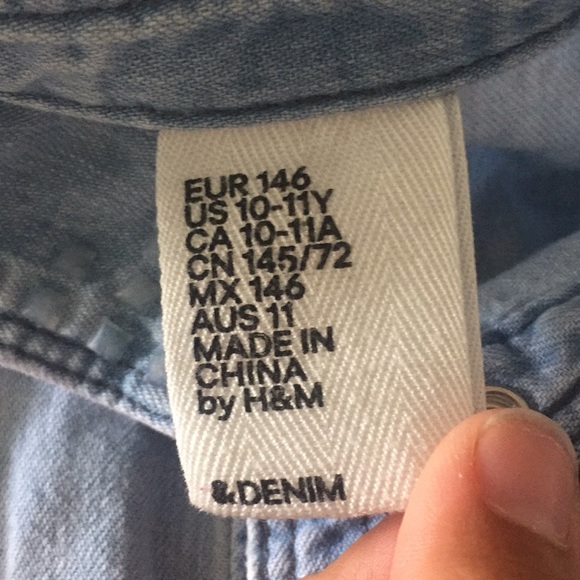 EUR 146
US 10-11Y
CA 10-11A
CN 145/72
MX 146
AUS 11
MADE IN
CHINA
by H&M
&DENIM